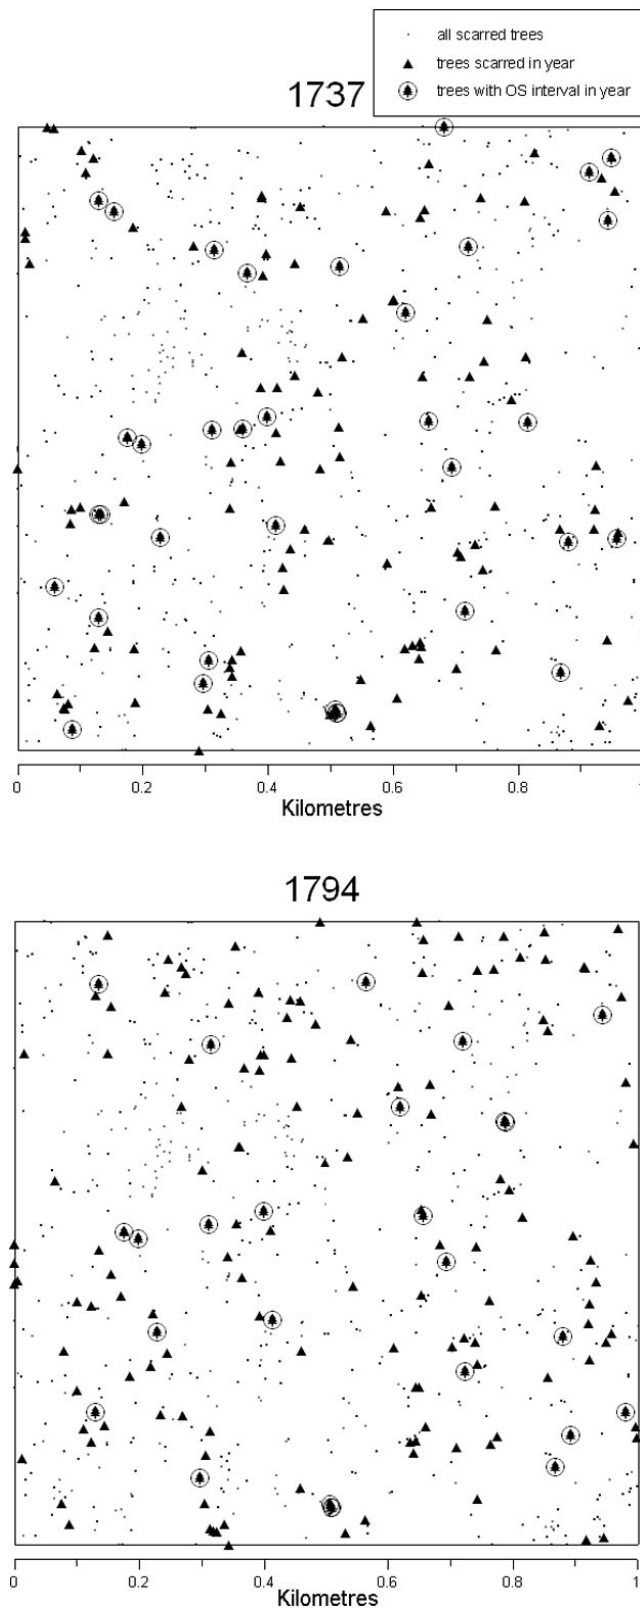 all scarred trees
trees scarred in year
trees with OS interval in year
1737
0 0.2 0.4 0.6 0.8 1
Kilometres
1794
0 0.2 0.4 0.6 0.8 1
Kilometres